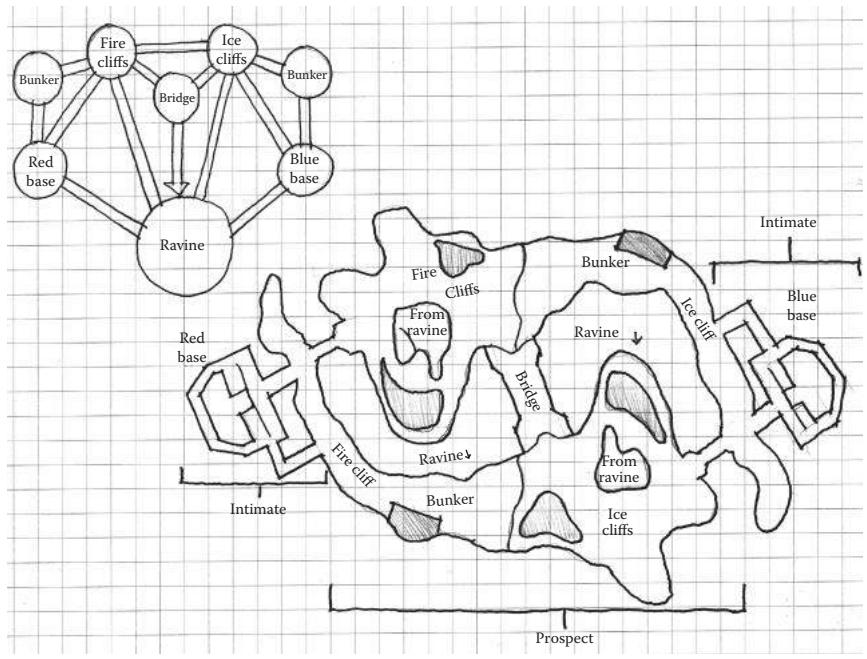 Fire
cliffs
Ice
cliffs
Bunker
Bridge
Bunker
Red
base
Blue
base
Ravine
Intimate
Fire
Cliffs
Bunker
Ice cliff
Blue
base
From
ravine
Ravine
Red
base
Bridge
Fire cliff
Ravine
From
ravine
Bunker
Intimate
Ice
cliffs
Prospect